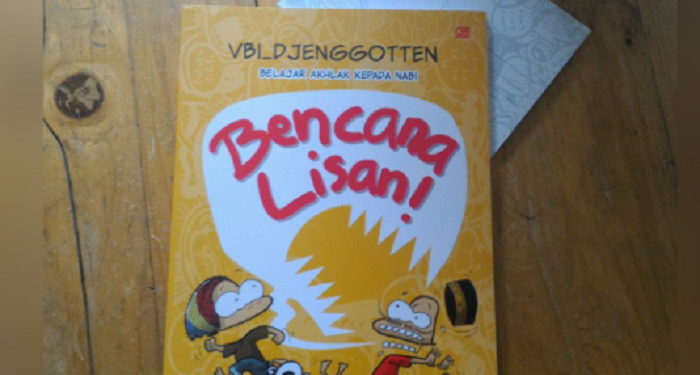 VBI_DJENGGOTTEN
BELAJAR AKHLAK KEPADA NABI
Bencana
Lisan!